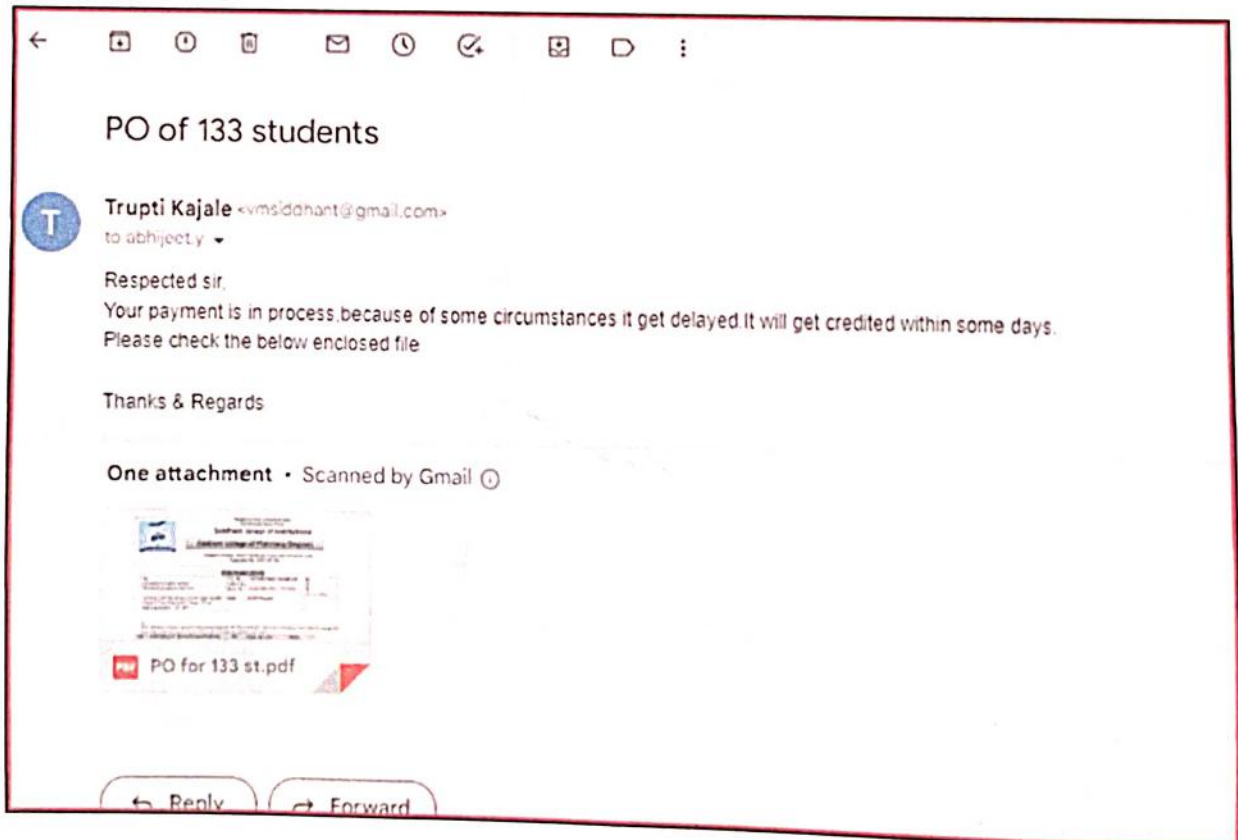 PO of 133 students
T
Trupti Kajale <vmsiddhant@gmail.com>
to abhijeet.y
Respected sir,
Your payment is in process,because of some circumstances it get delayed.It will get credited within some days.
Please check the below enclosed file
Thanks & Regards
One attachment • Scanned by Gmail
PDF PO for 133 st.pdf
Reply Forward